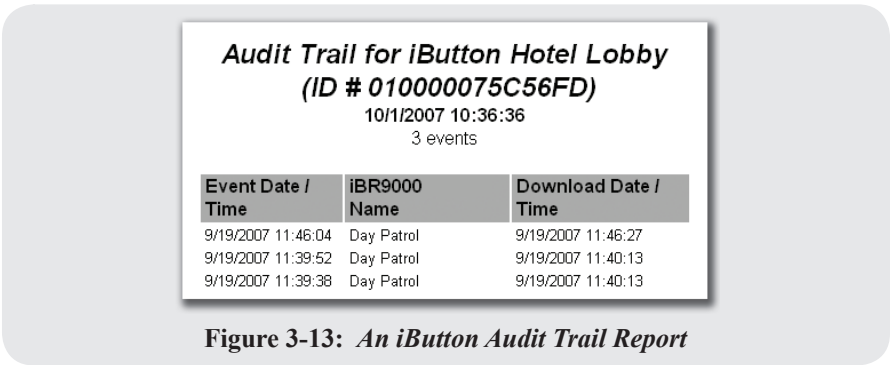 Audit Trail for iButton Hotel Lobby
(ID # 010000075C56FD)
10/1/2007 10:36:36
3 events
Event Date / Time iBR9000 Name Download Date / Time
9/19/2007 11:46:04 Day Patrol 9/19/2007 11:46:27
9/19/2007 11:39:52 Day Patrol 9/19/2007 11:40:13
9/19/2007 11:39:38 Day Patrol 9/19/2007 11:40:13
Figure 3-13: An iButton Audit Trail Report